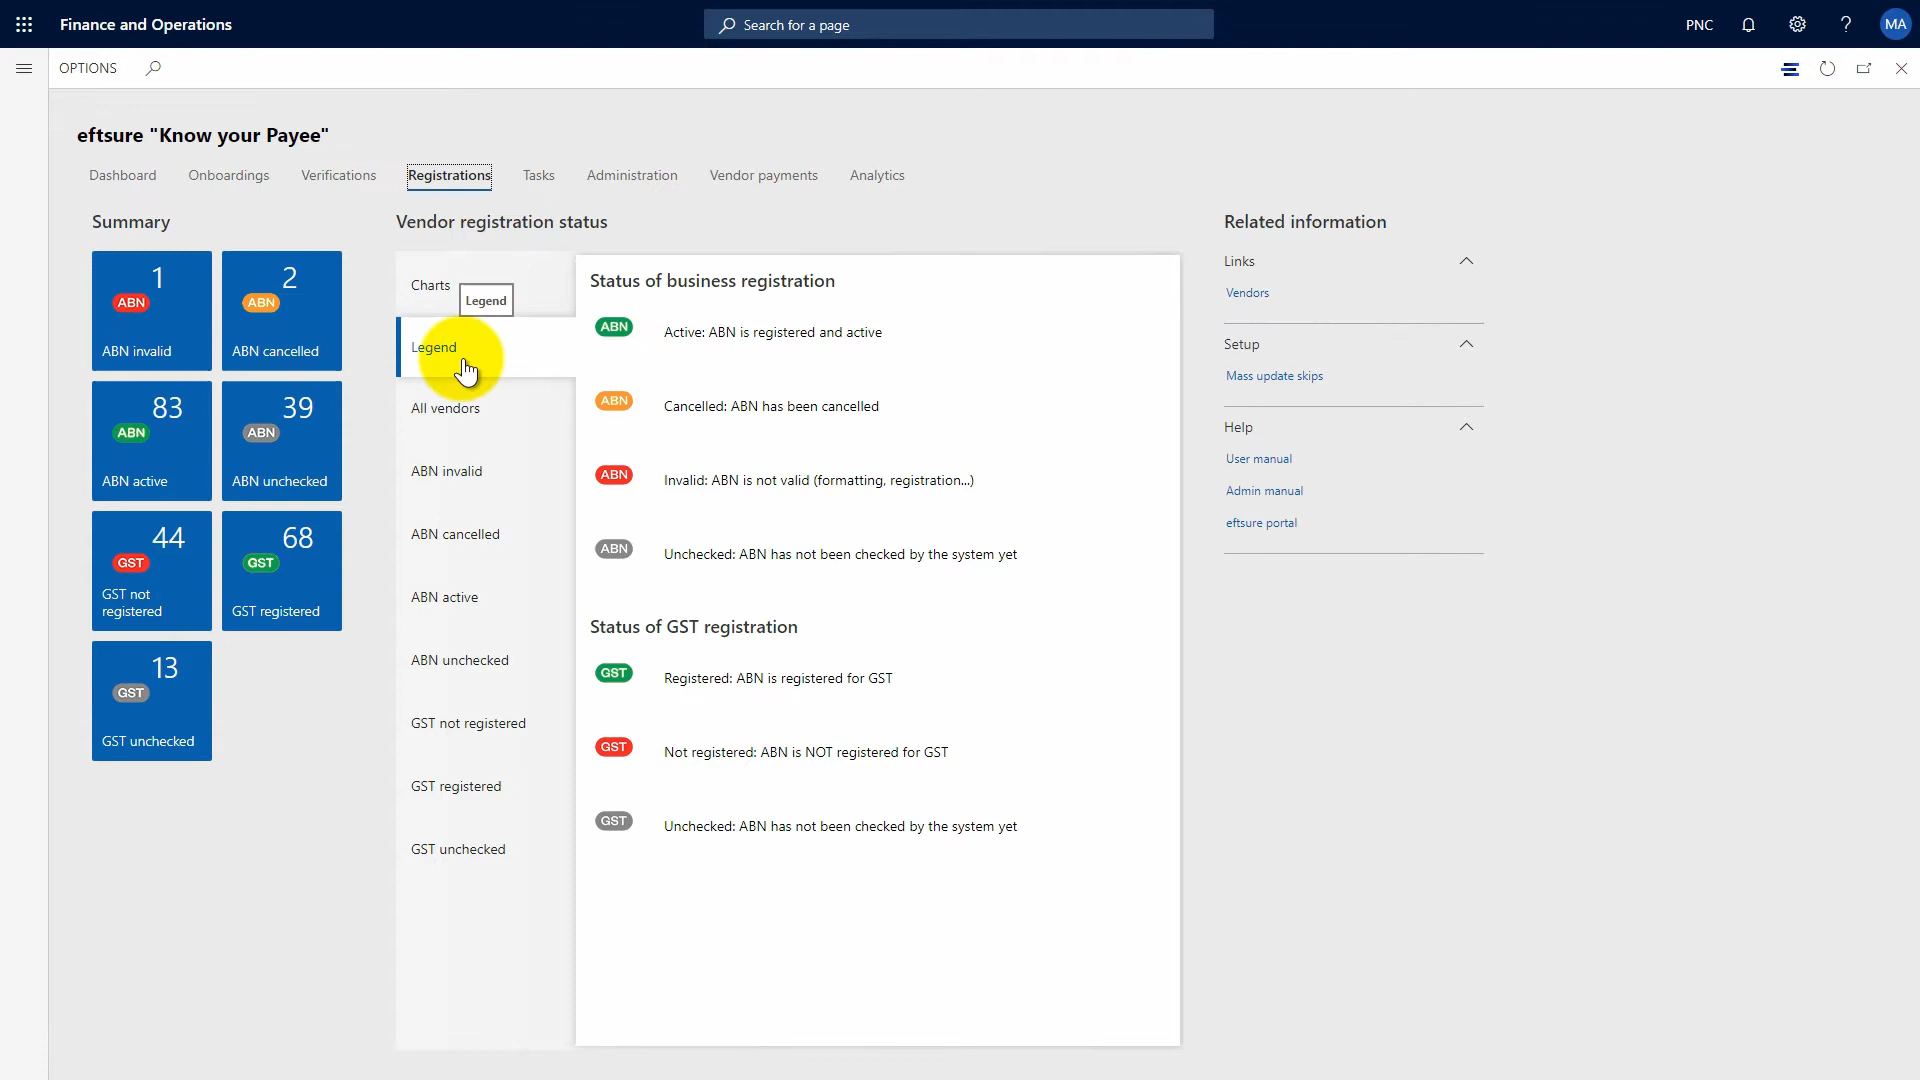 Finance and Operations
Search for a page
PNC
?
MA
OPTIONS
eftsure "Know your Payee"
Dashboard
Onboardings
Verifications
Registrations
Tasks
Administration
Vendor payments
Analytics
Summary
1
ABN
ABN invalid
2
ABN
ABN cancelled
83
ABN
ABN active
39
ABN
ABN unchecked
44
GST
GST not
registered
68
GST
GST registered
13
GST
GST unchecked
Vendor registration status
Charts
Legend
Legend
All vendors
ABN invalid
ABN cancelled
ABN active
ABN unchecked
GST not registered
GST registered
GST unchecked
Status of business registration
ABN Active: ABN is registered and active
ABN Cancelled: ABN has been cancelled
ABN Invalid: ABN is not valid (formatting, registration...)
ABN Unchecked: ABN has not been checked by the system yet
Status of GST registration
GST Registered: ABN is registered for GST
GST Not registered: ABN is NOT registered for GST
GST Unchecked: ABN has not been checked by the system yet
Related information
Links
Vendors
Setup
Mass update skips
Help
User manual
Admin manual
eftsure portal